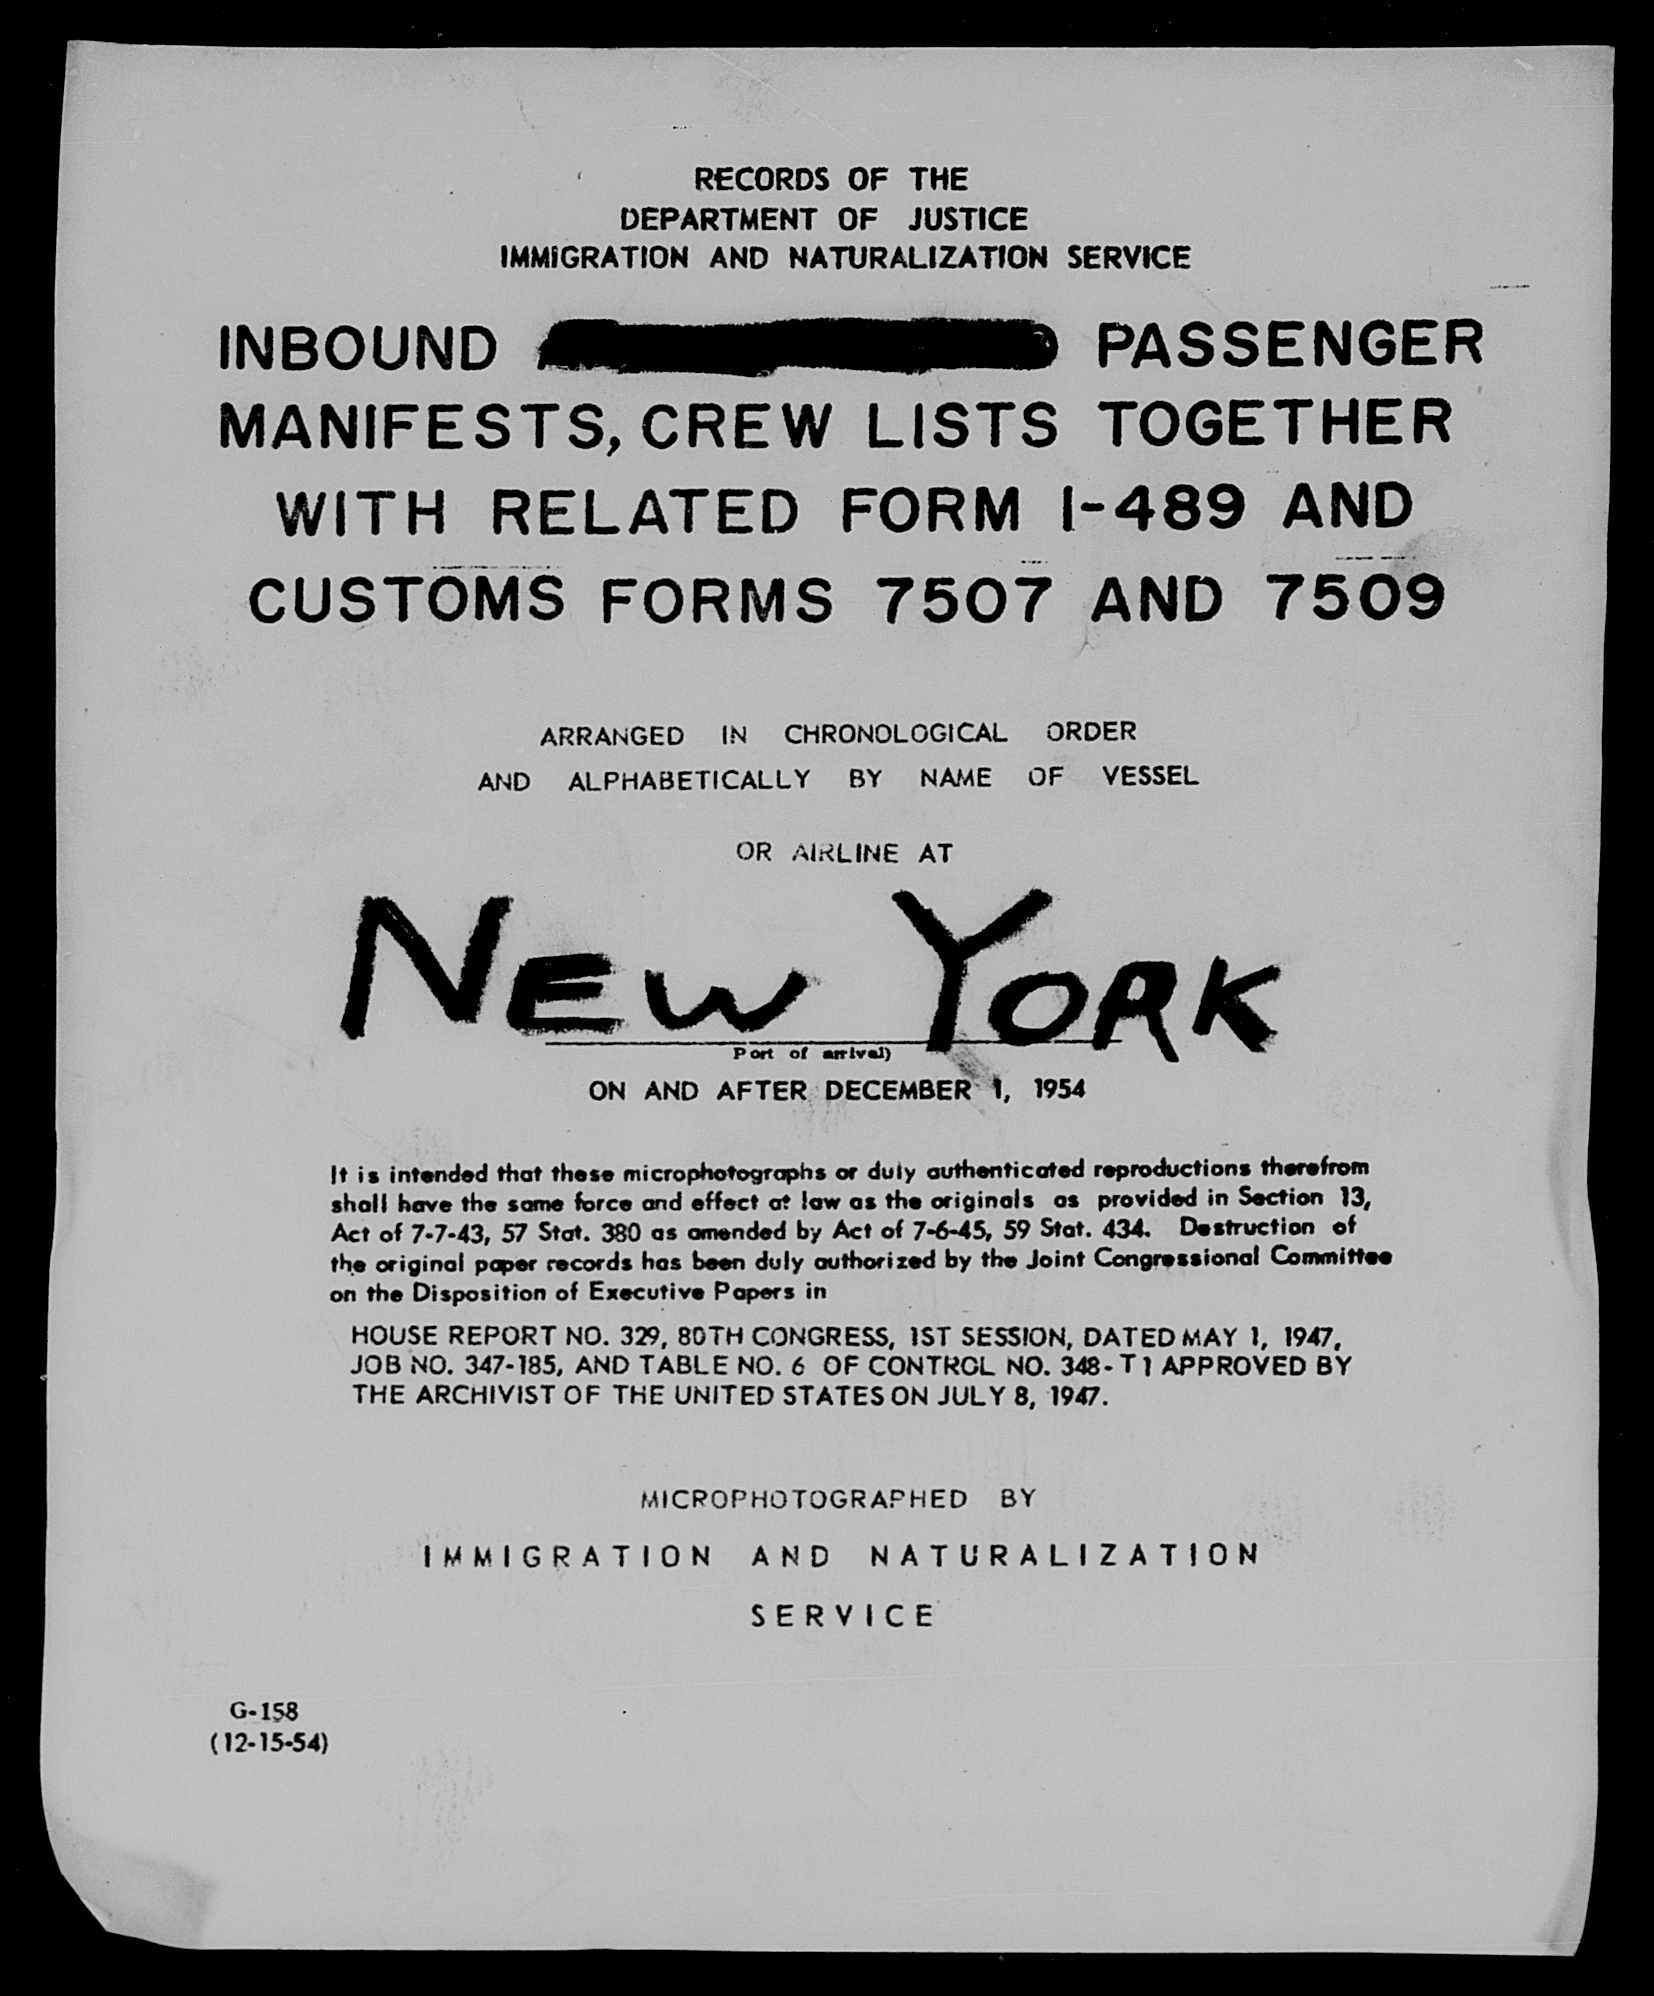 RECORDS OF THE
DEPARTMENT OF JUSTICE
IMMIGRATION AND NATURALIZATION SERVICE
INBOUND PASSENGER
MANIFESTS, CREW LISTS TOGETHER
WITH RELATED FORM I-489 AND
CUSTOMS FORMS 7507 AND 7509
ARRANGED IN CHRONOLOGICAL ORDER
AND ALPHABETICALLY BY NAME OF VESSEL
OR AIRLINE AT
NEW YORK
Port of arrival)
ON AND AFTER DECEMBER 1, 1954
It is intended that these microphotographs or duly authenticated reproductions therefrom
shall have the same force and effect at law as the originals as provided in Section 13,
Act of 7-7-43, 57 Stat. 380 as amended by Act of 7-6-45, 59 Stat. 434. Destruction of
the original paper records has been duly authorized by the Joint Congressional Committee
on the Disposition of Executive Papers in
HOUSE REPORT NO. 329, 80TH CONGRESS, 1ST SESSION, DATED MAY 1, 1947,
JOB NO. 347-185, AND TABLE NO. 6 OF CONTROL NO. 348-T1 APPROVED BY
THE ARCHIVIST OF THE UNITED STATES ON JULY 8, 1947.
MICROPHOTOGRAPHED BY
IMMIGRATION AND NATURALIZATION
SERVICE
G-158
(12-15-54)